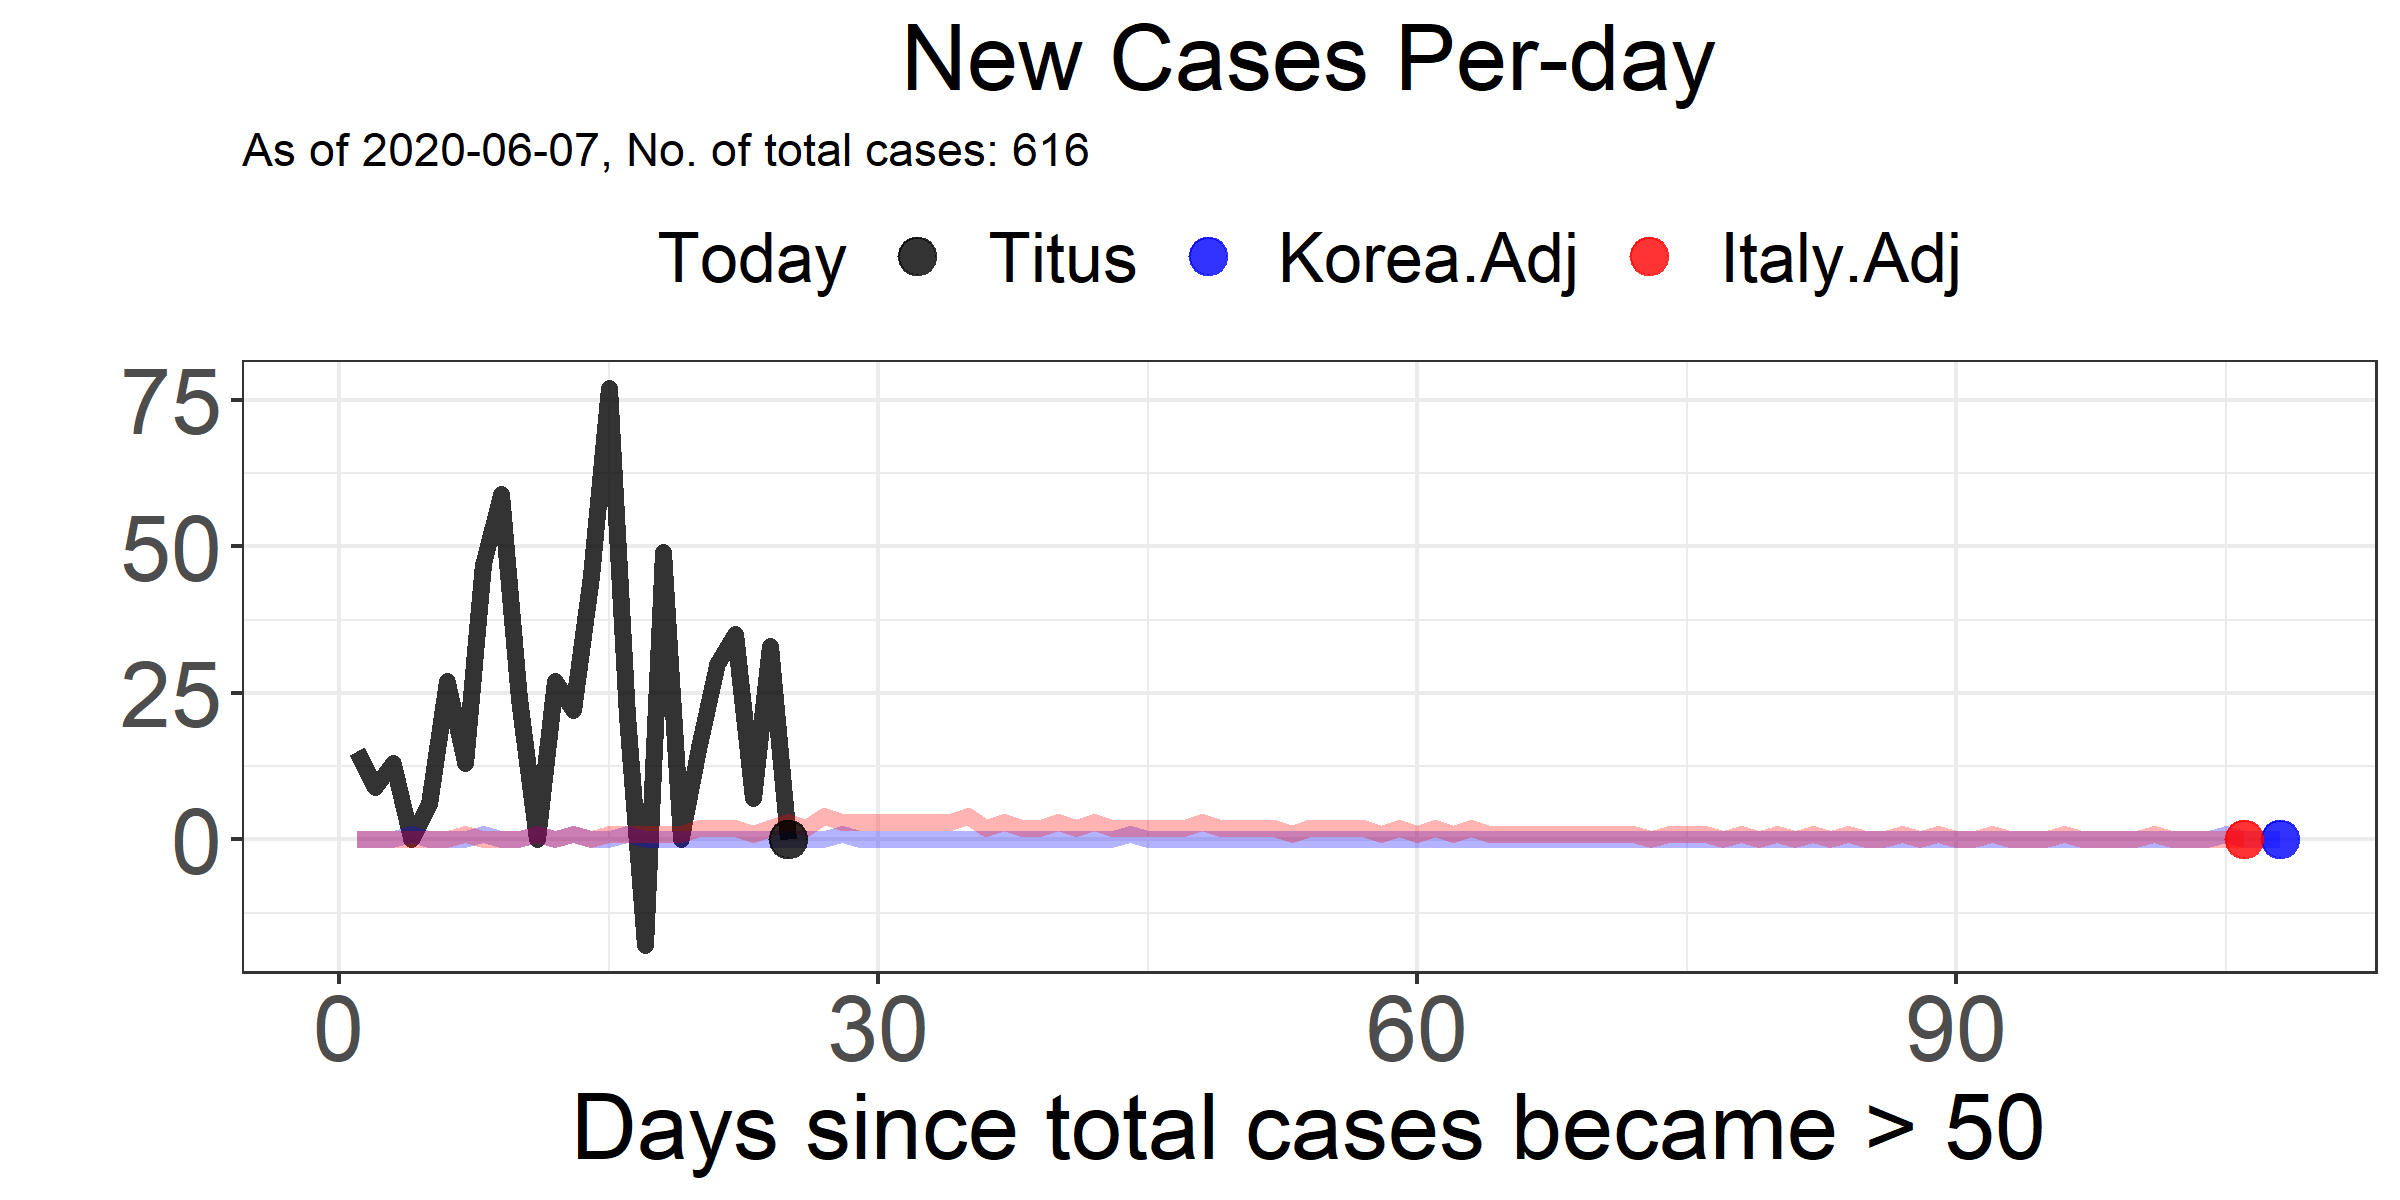 New Cases Per-day
As of 2020-06-07, No. of total cases: 616
Today Titus Korea.Adj Italy.Adj
75
50
25
0
0 30 60 90
Days since total cases became > 50